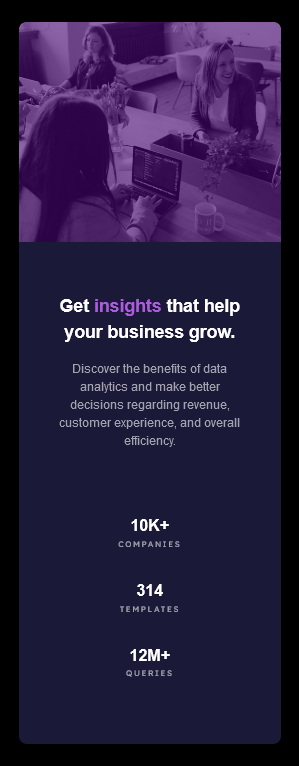 Get insights that help
your business grow.
Discover the benefits of data
analytics and make better
decisions regarding revenue,
customer experience, and overall
efficiency.
10K+
COMPANIES
314
TEMPLATES
12M+
QUERIES